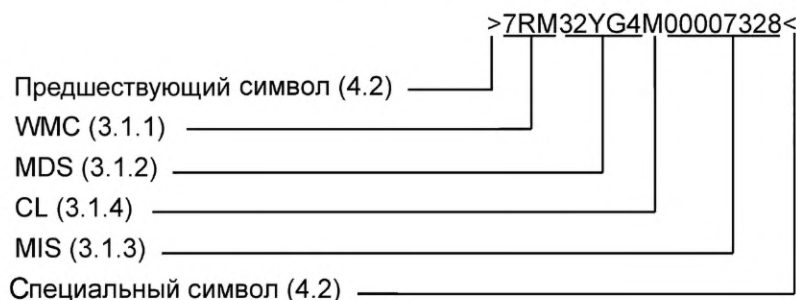 >7RM32YG4M00007328<
Предшествующий символ (4.2)
WMC (3.1.1)
MDS (3.1.2)
CL (3.1.4)
MIS (3.1.3)
Специальный символ (4.2)